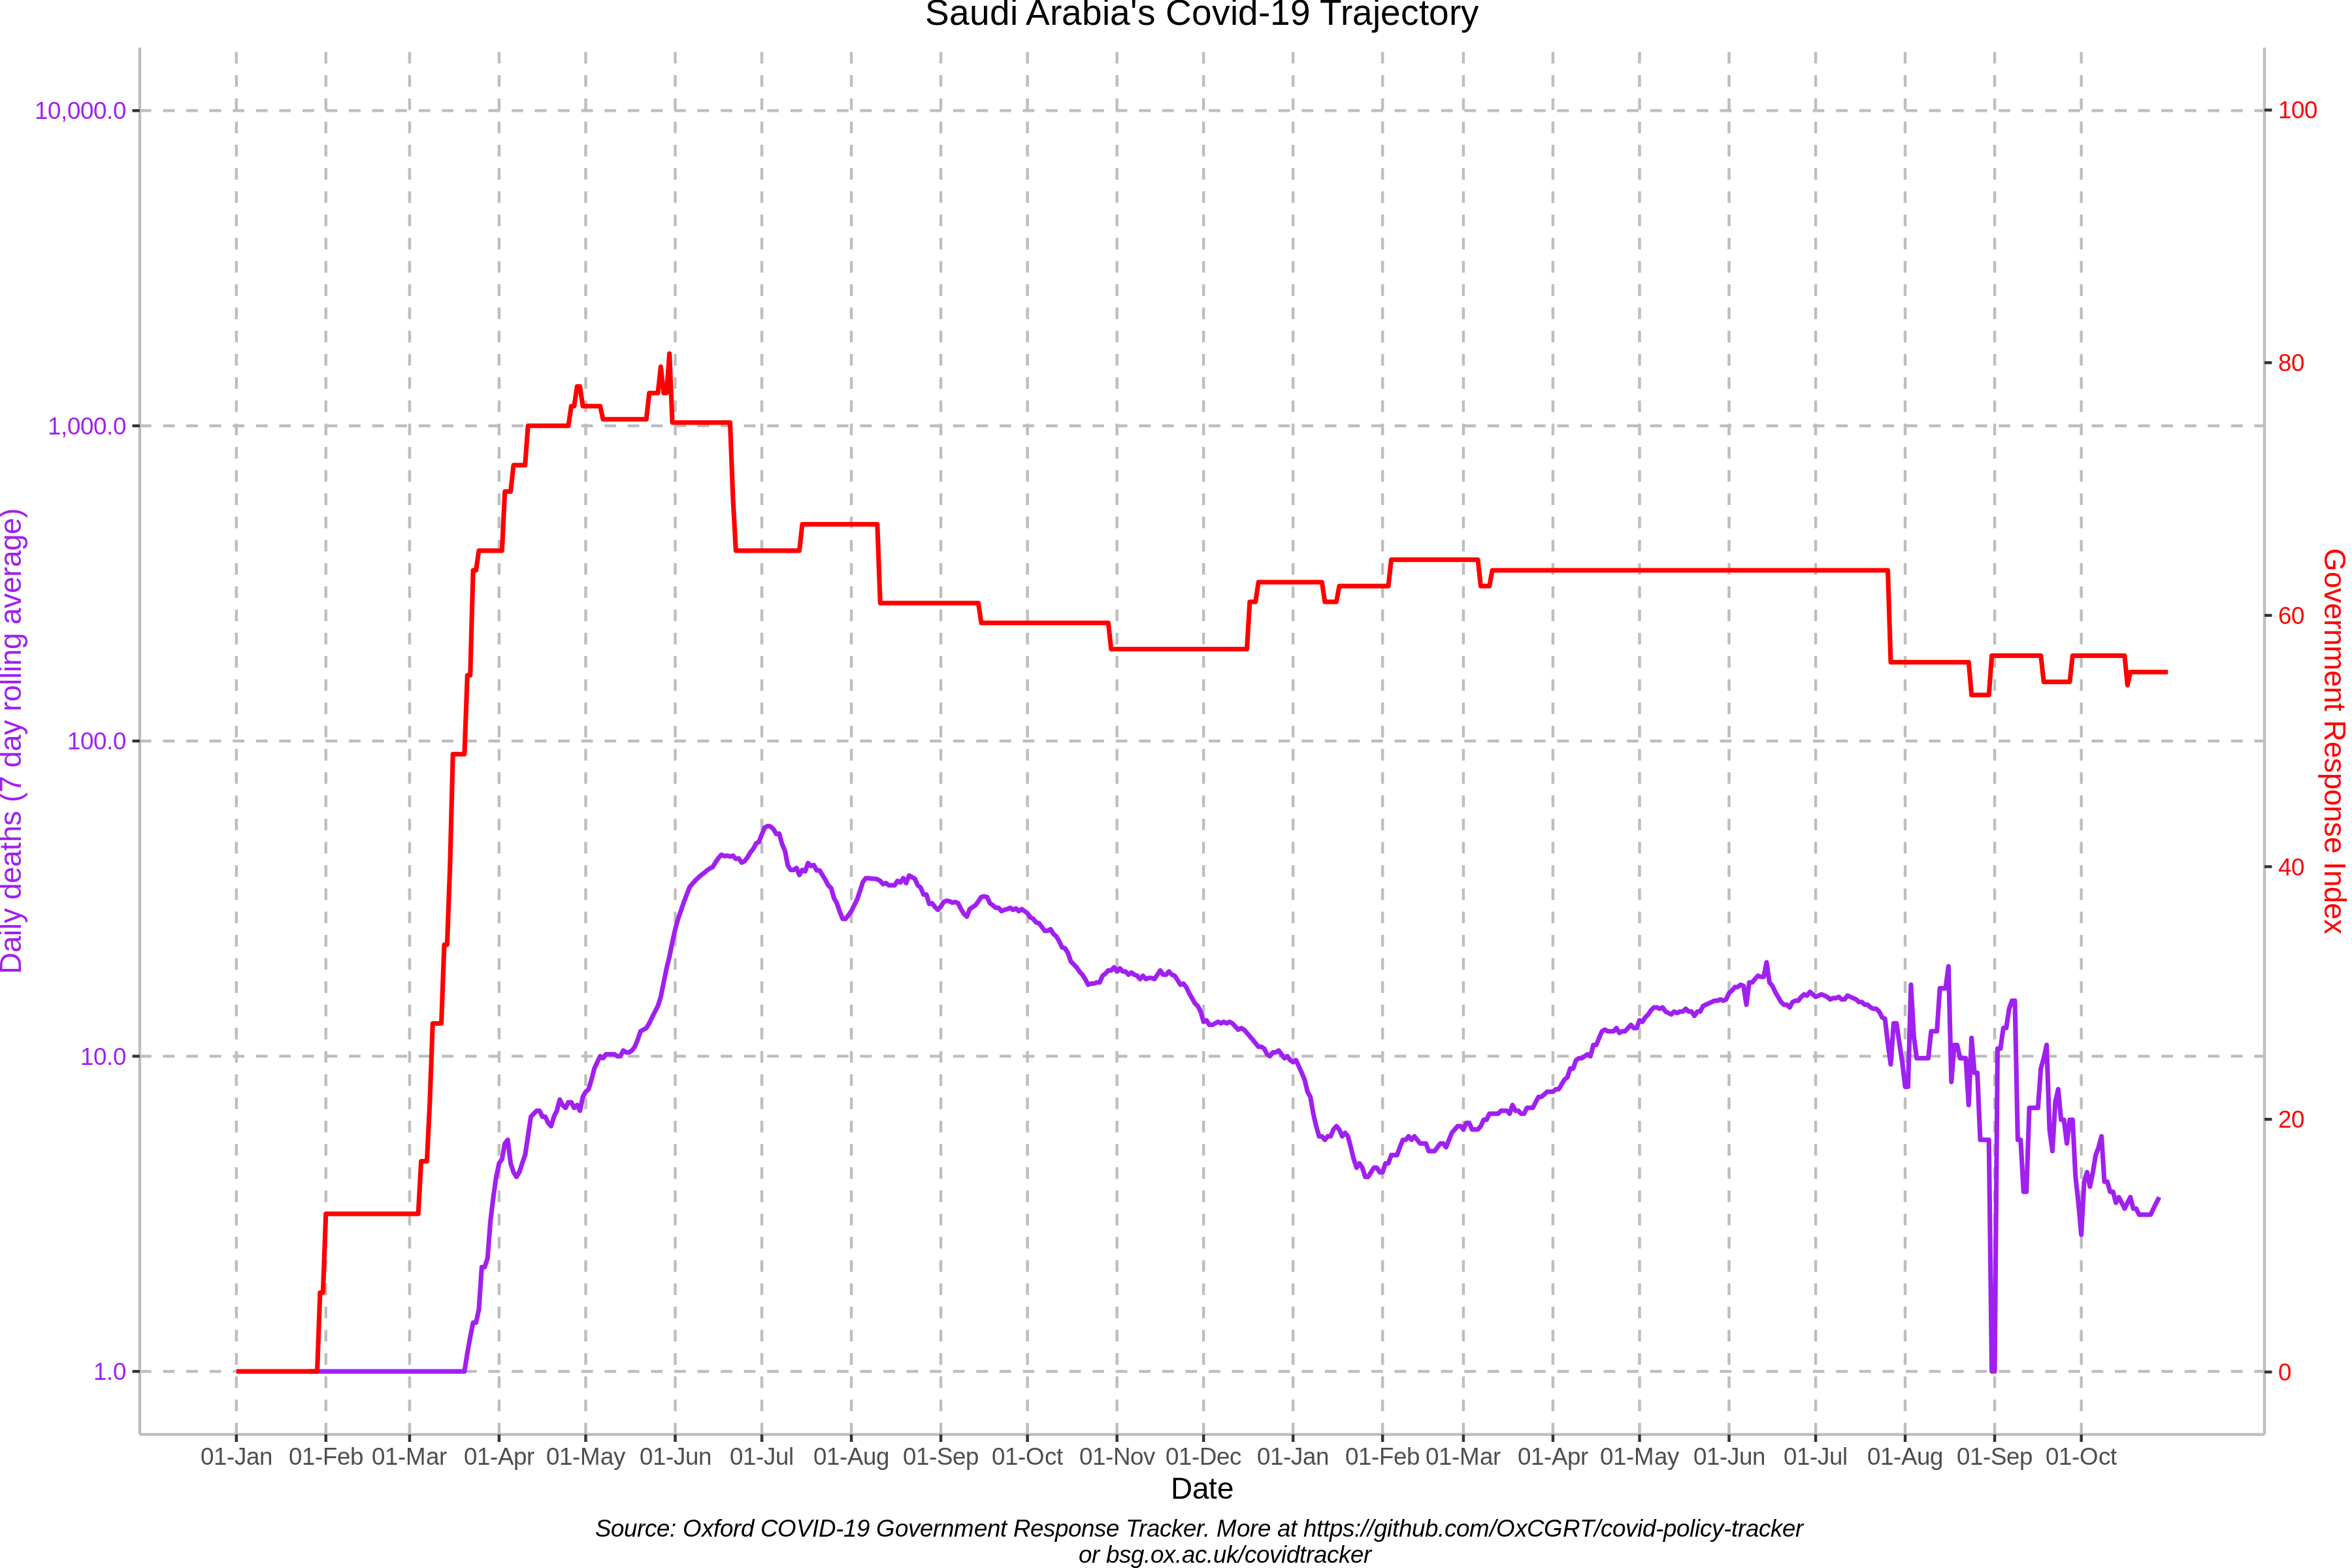 Saudi Arabia's Covid-19 Trajectory
10,000.0
1,000.0
100.0
10.0
1.0
Daily deaths (7 day rolling average)
100
80
60
40
20
0
Government Response Index
01-Jan 01-Feb 01-Mar 01-Apr 01-May 01-Jun 01-Jul 01-Aug 01-Sep 01-Oct 01-Nov 01-Dec 01-Jan 01-Feb 01-Mar 01-Apr 01-May 01-Jun 01-Jul 01-Aug 01-Sep 01-Oct
Date
Source: Oxford COVID-19 Government Response Tracker. More at https://github.com/OxCGRT/covid-policy-tracker
or bsg.ox.ac.uk/covidtracker